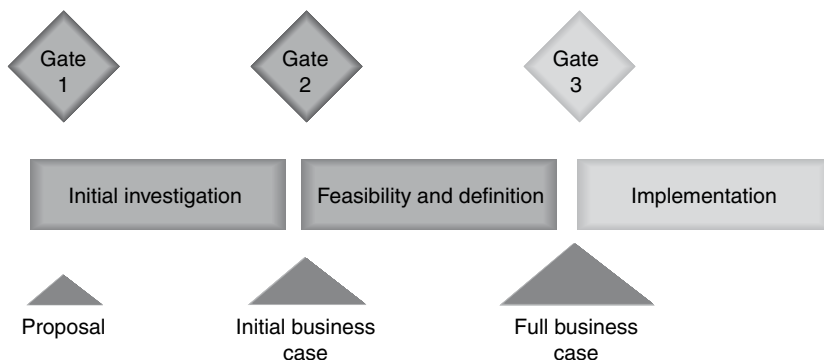 Gate
1
Gate
2
Gate
3
Initial investigation
Feasibility and definition
Implementation
Proposal
Initial business
case
Full business
case